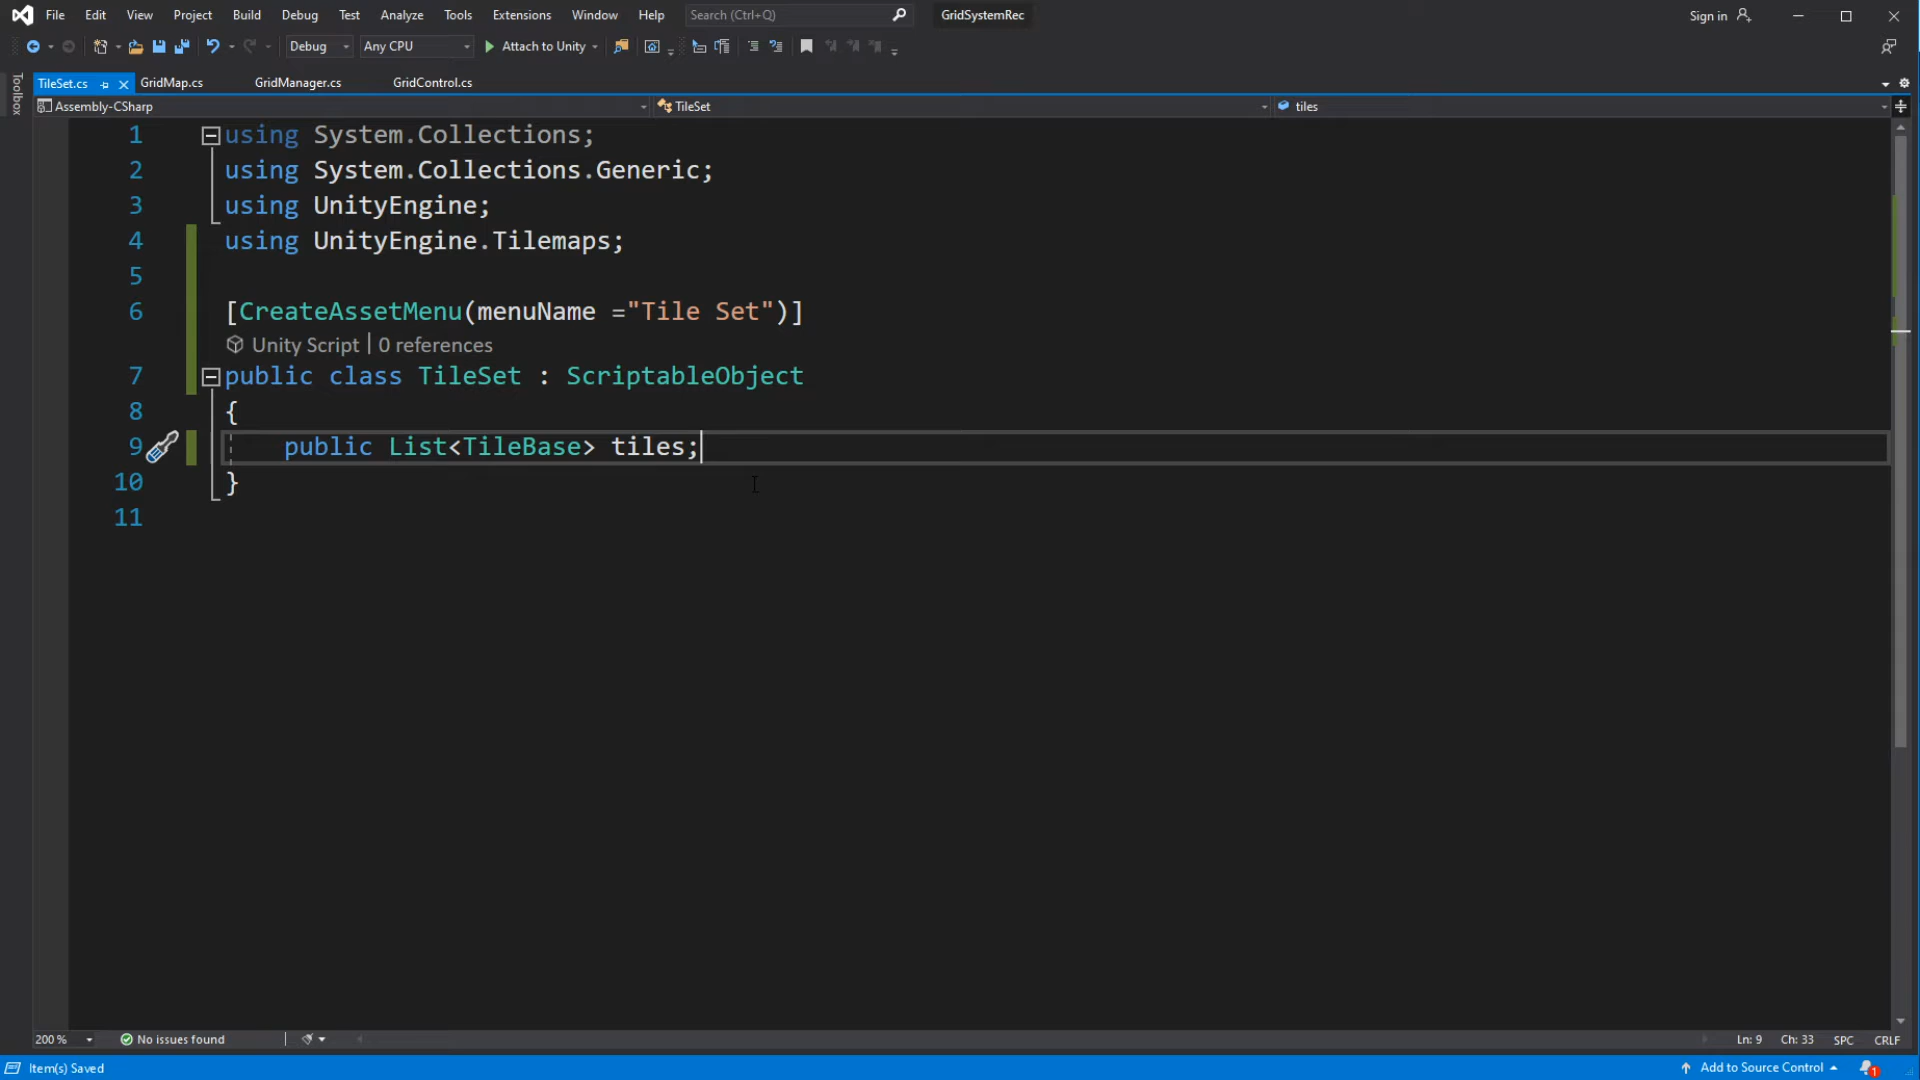 File Edit View Project Build Debug Test Analyze Tools Extensions Window Help Search (Ctrl+Q) GridSystemRec Sign in
Debug Any CPU Attach to Unity
Toolbox
TileSet.cs GridMap.cs GridManager.cs GridControl.cs
Assembly-CSharp TileSet tiles
1 using System.Collections;
2 using System.Collections.Generic;
3 using UnityEngine;
4 using UnityEngine.Tilemaps;
5
6 [CreateAssetMenu(menuName ="Tile Set")]
Unity Script | 0 references
7 public class TileSet : ScriptableObject
8 {
9 public List<TileBase> tiles;
10 }
11
200 % No issues found Ln: 9 Ch: 33 SPC CRLF
Item(s) Saved Add to Source Control 1